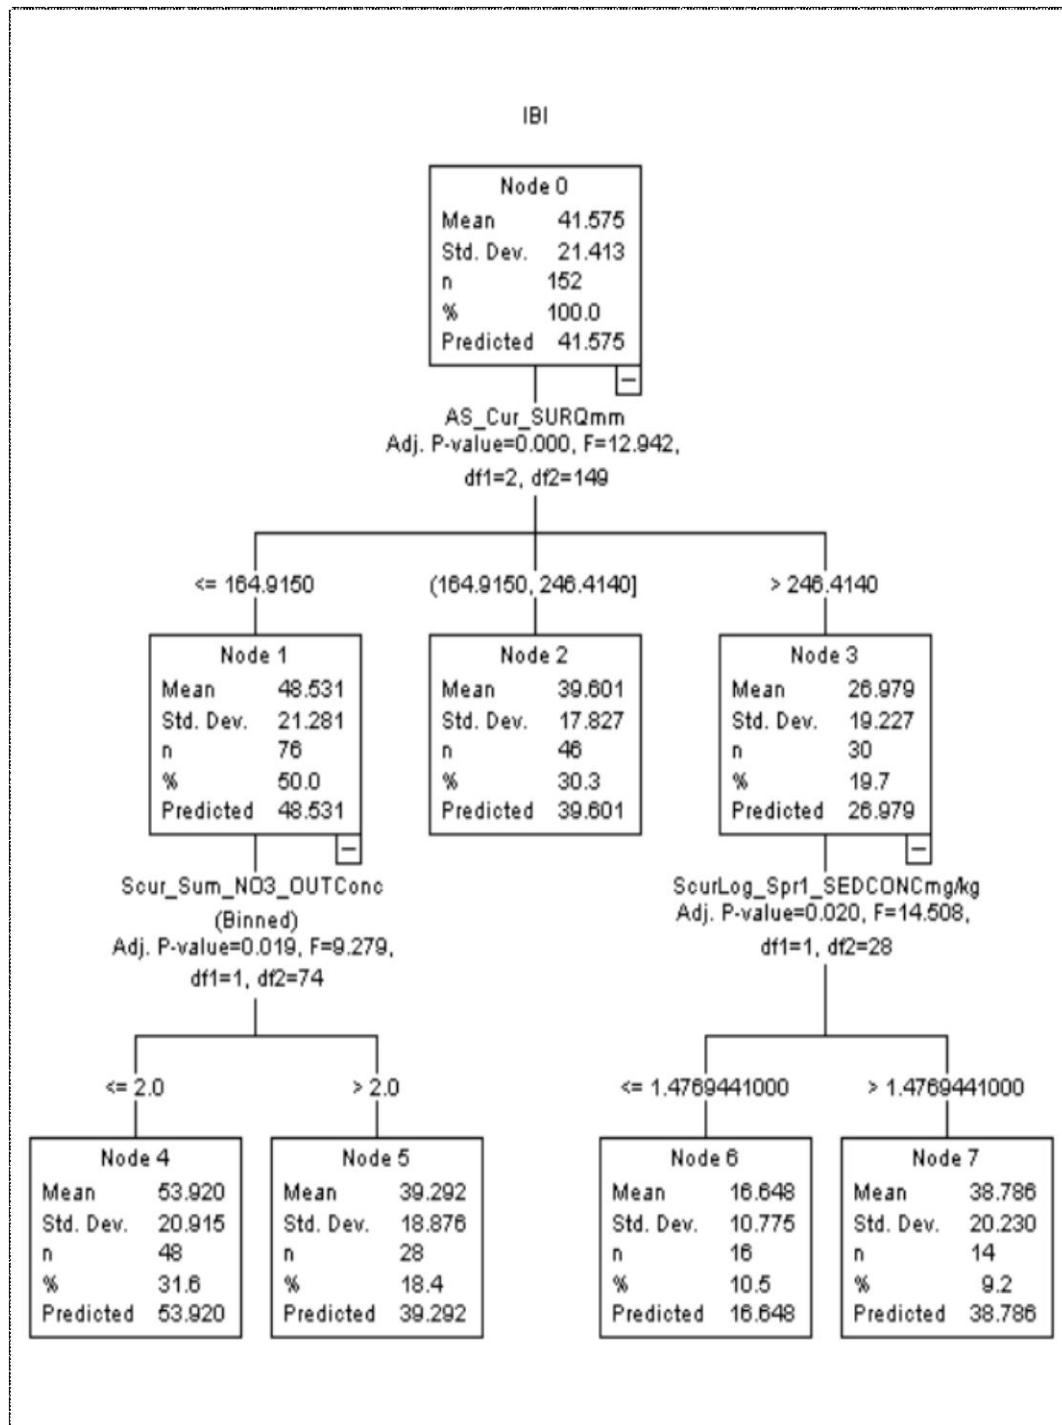 IBI
Node 0
Mean 41.575
Std. Dev. 21.413
n 152
% 100.0
Predicted 41.575
AS_Cur_SURQmm
Adj. P-value=0.000, F=12.942,
df1=2, df2=149
<= 164.9150
(164.9150, 246.4140]
> 246.4140
Node 1
Mean 48.531
Std. Dev. 21.281
n 76
% 50.0
Predicted 48.531
Node 2
Mean 39.601
Std. Dev. 17.827
n 46
% 30.3
Predicted 39.601
Node 3
Mean 26.979
Std. Dev. 19.227
n 30
% 19.7
Predicted 26.979
Scur_Sum_NO3_OUTConc
(Binned)
Adj. P-value=0.019, F=9.279,
df1=1, df2=74
ScurLog_Spr1_SEDCONCmg/kg
Adj. P-value=0.020, F=14.508,
df1=1, df2=28
<= 2.0
> 2.0
<= 1.4769441000
> 1.4769441000
Node 4
Mean 53.920
Std. Dev. 20.915
n 48
% 31.6
Predicted 53.920
Node 5
Mean 39.292
Std. Dev. 18.876
n 28
% 18.4
Predicted 39.292
Node 6
Mean 16.648
Std. Dev. 10.775
n 16
% 10.5
Predicted 16.648
Node 7
Mean 38.786
Std. Dev. 20.230
n 14
% 9.2
Predicted 38.786